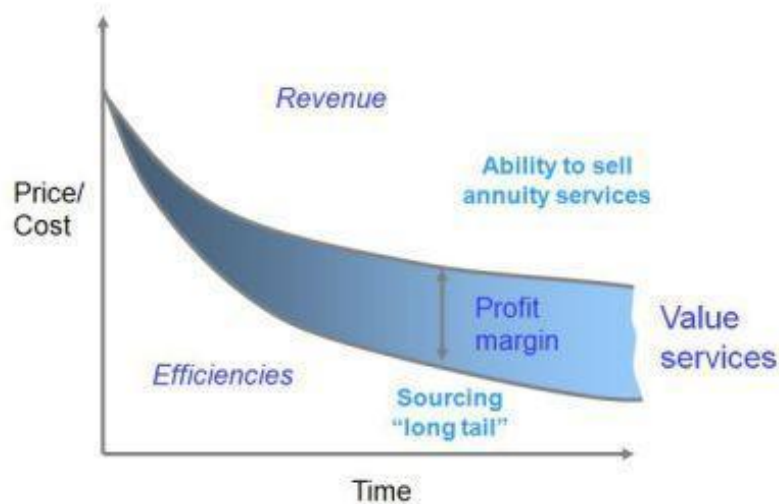 Revenue
Ability to sell
annuity services
Price/
Cost
Profit
margin
Value
services
Efficiencies
Sourcing
“long tail”
Time